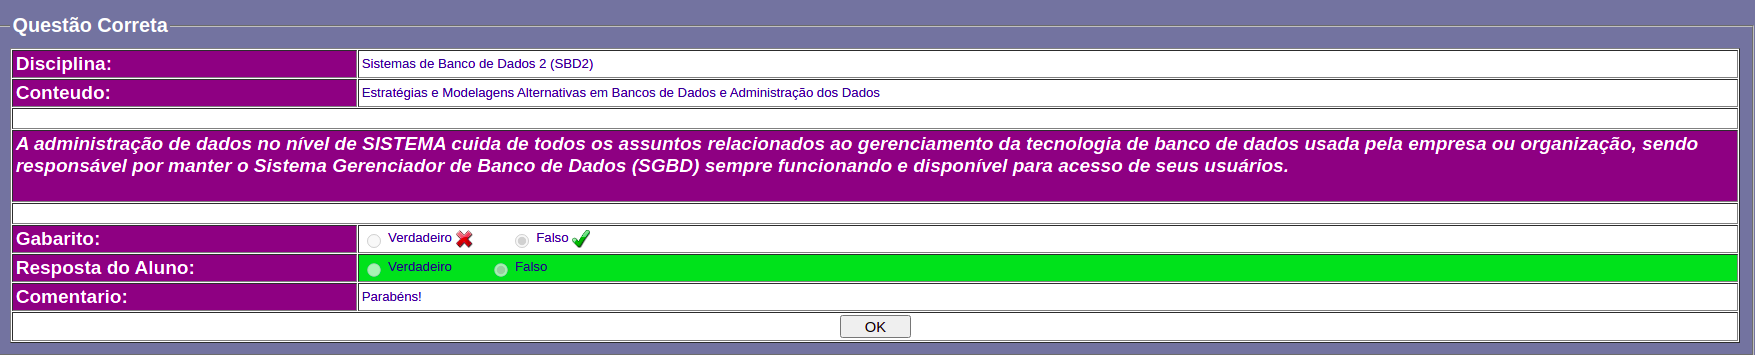 Questão Correta
Disciplina: Sistemas de Banco de Dados 2 (SBD2)
Conteudo: Estratégias e Modelagens Alternativas em Bancos de Dados e Administração dos Dados
A administração de dados no nível de SISTEMA cuida de todos os assuntos relacionados ao gerenciamento da tecnologia de banco de dados usada pela empresa ou organização, sendo
responsável por manter o Sistema Gerenciador de Banco de Dados (SGBD) sempre funcionando e disponível para acesso de seus usuários.
Gabarito: Verdadeiro Falso
Resposta do Aluno: Verdadeiro Falso
Comentario: Parabéns!
OK